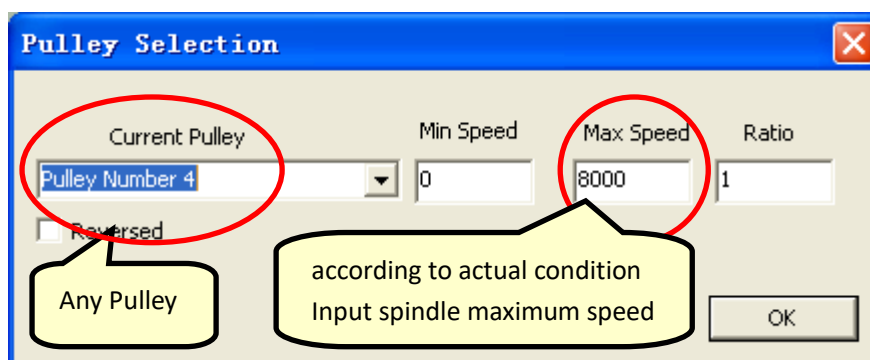 Pulley Selection
Current Pulley Min Speed Max Speed Ratio
Pulley Number 4 0 8000 1
Reversed
Any Pulley
according to actual condition
Input spindle maximum speed
OK